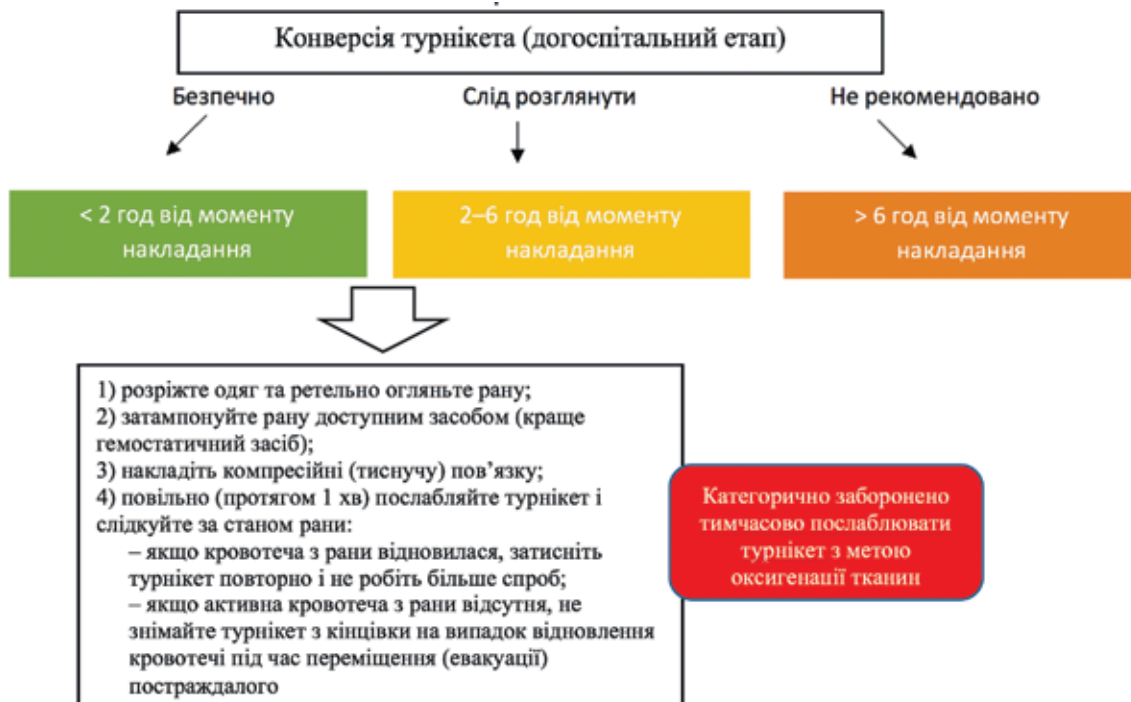 Конверсія турнікета (догоспітальний етап)
Безпечно
Слід розглянути
Не рекомендовано
< 2 год від моменту
накладання
2–6 год від моменту
накладання
> 6 год від моменту
накладання
1) розріжте одяг та ретельно огляньте рану;
2) затампонуйте рану доступним засобом (краще
гемостатичний засіб);
3) накладіть компресійні (тиснучу) пов’язку;
4) повільно (протягом 1 хв) послабляйте турнікет і
слідкуйте за станом рани:
– якщо кровотеча з рани відновилася, затисніть
турнікет повторно і не робіть більше спроб;
– якщо активна кровотеча з рани відсутня, не
знімайте турнікет з кінцівки на випадок відновлення
кровотечі під час переміщення (евакуації)
постраждалого
Категорично заборонено
тимчасово послаблювати
турнікет з метою
оксигенації тканин